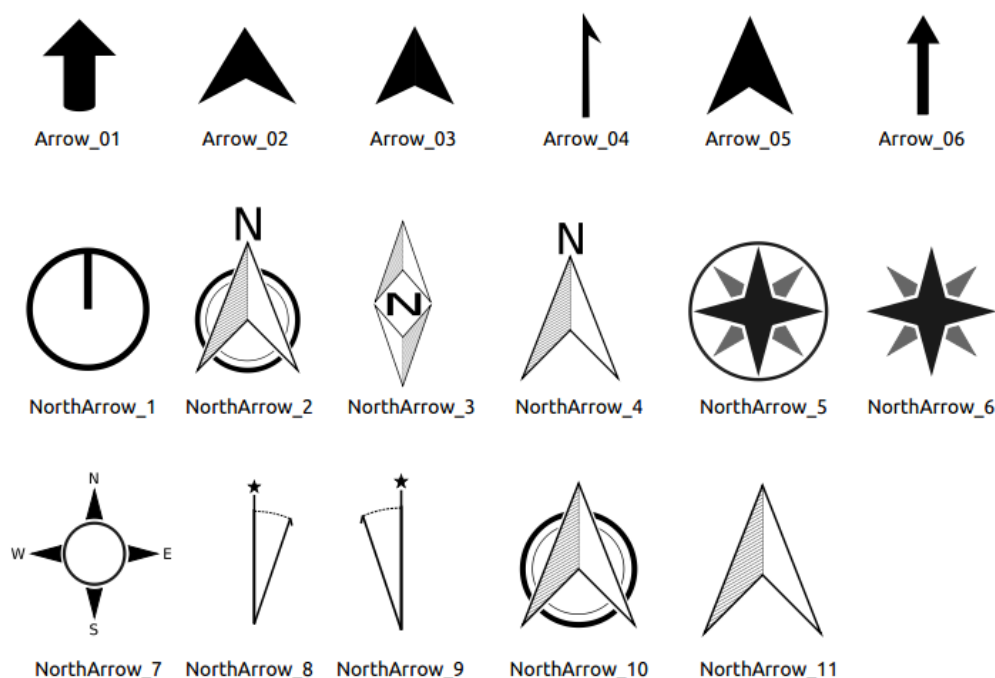 Arrow_01 Arrow_02 Arrow_03 Arrow_04 Arrow_05 Arrow_06
N N N
NorthArrow_1 NorthArrow_2 NorthArrow_3 NorthArrow_4 NorthArrow_5 NorthArrow_6
N
W E
S
NorthArrow_7 NorthArrow_8 NorthArrow_9 NorthArrow_10 NorthArrow_11